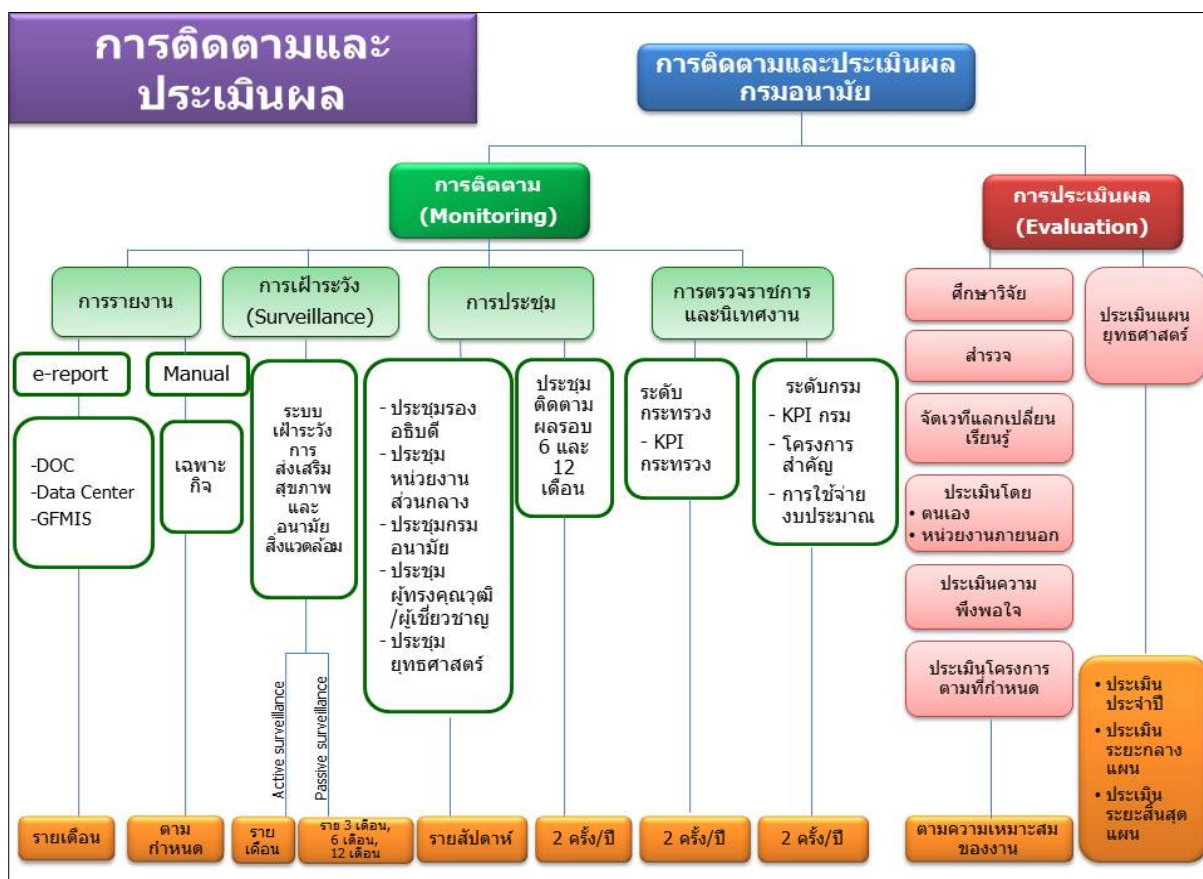 การติดตามและ
ประเมินผล
การติดตามและประเมินผล
กรมอนามัย
การติดตาม
(Monitoring)
การประเมินผล
(Evaluation)
การรายงาน
การเฝ้าระวัง
(Surveillance)
การประชุม
การตรวจราชการ
และนิเทศงาน
e-report
Manual
-DOC
-Data Center
-GFMIS
เฉพาะ
กิจ
ระบบ
เฝ้าระวัง
การ
ส่งเสริม
สุขภาพ
และ
อนามัย
สิ่งแวดล้อม
Active surveillance
Passive surveillance
- ประชุมรอง
อธิบดี
- ประชุม
หน่วยงาน
ส่วนกลาง
- ประชุมกรม
อนามัย
- ประชุม
ผู้ทรงคุณวุฒิ
/ผู้เชี่ยวชาญ
- ประชุม
ยุทธศาสตร์
ประชุม
ติดตาม
ผลรอบ
6 และ
12
เดือน
ระดับ
กระทรวง
- KPI
กระทรวง
ระดับกรม
- KPI กรม
- โครงการ
สำคัญ
- การใช้จ่าย
งบประมาณ
ศึกษาวิจัย
สำรวจ
จัดเวทีแลกเปลี่ยน
เรียนรู้
ประเมินโดย
• ตนเอง
• หน่วยงานภายนอก
ประเมินความ
พึงพอใจ
ประเมินโครงการ
ตามที่กำหนด
ประเมินแผน
ยุทธศาสตร์
• ประเมิน
ประจำปี
• ประเมิน
ระยะกลาง
แผน
• ประเมิน
ระยะสิ้นสุด
แผน
รายเดือน
ตาม
กำหนด
ราย
เดือน
ราย 3 เดือน,
6 เดือน,
12 เดือน
รายสัปดาห์
2 ครั้ง/ปี
2 ครั้ง/ปี
2 ครั้ง/ปี
ตามความเหมาะสม
ของงาน